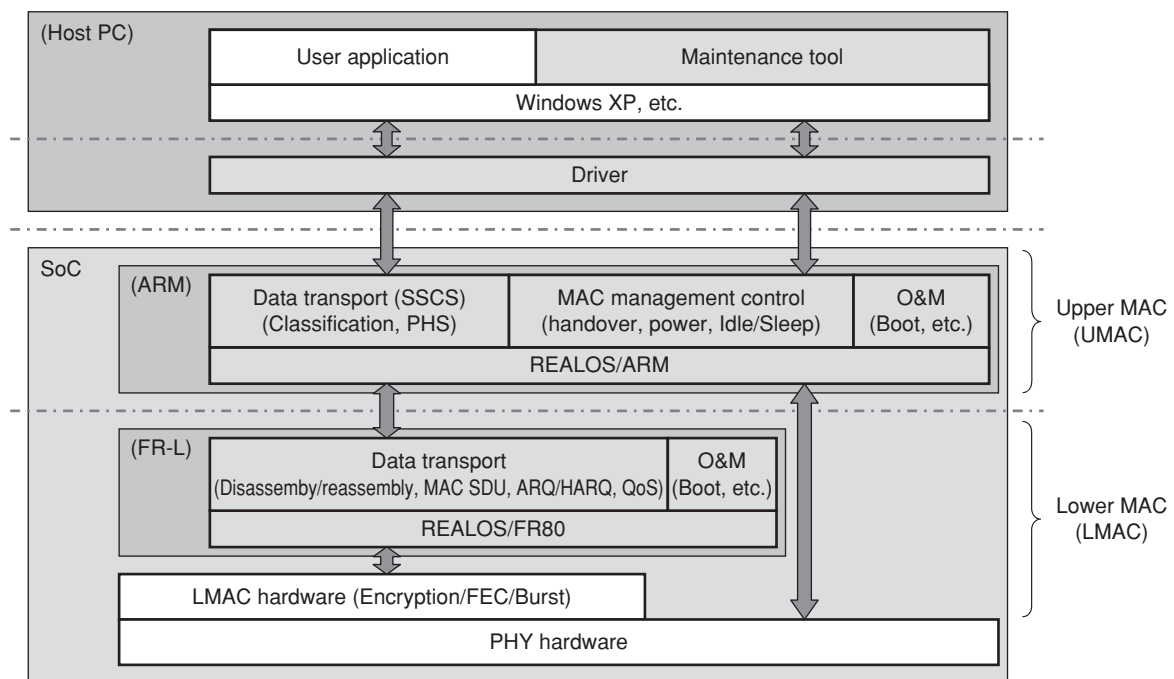 (Host PC)
User application
Maintenance tool
Windows XP, etc.
Driver
SoC
(ARM)
Data transport (SSCS)
(Classification, PHS)
MAC management control
(handover, power, Idle/Sleep)
O&M
(Boot, etc.)
REALOS/ARM
Upper MAC
(UMAC)
(FR-L)
Data transport
(Disassemby/reassembly, MAC SDU, ARQ/HARQ, QoS)
O&M
(Boot, etc.)
REALOS/FR80
Lower MAC
(LMAC)
LMAC hardware (Encryption/FEC/Burst)
PHY hardware